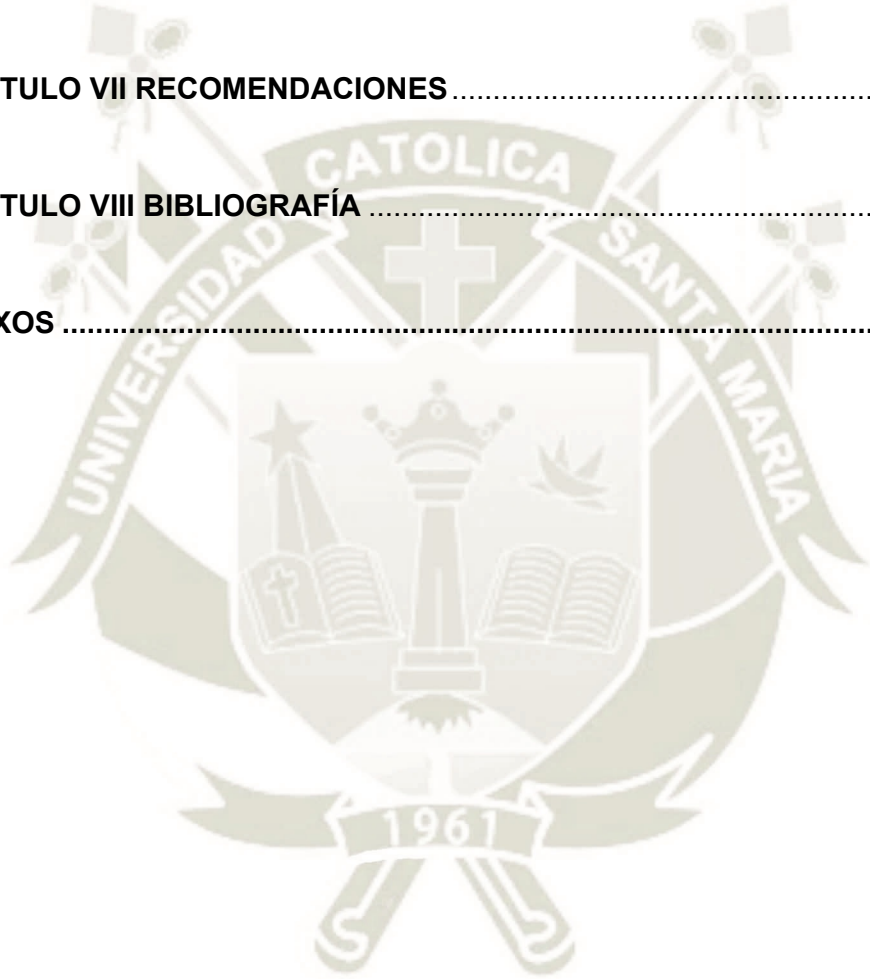 TULO VII RECOMENDACIONES........................................................
TULO VIII BIBLIOGRAFÍA ..................................................................
XOS ........................................................................................................
UNIVERSIDAD CATOLICA SANTA MARIA
1961